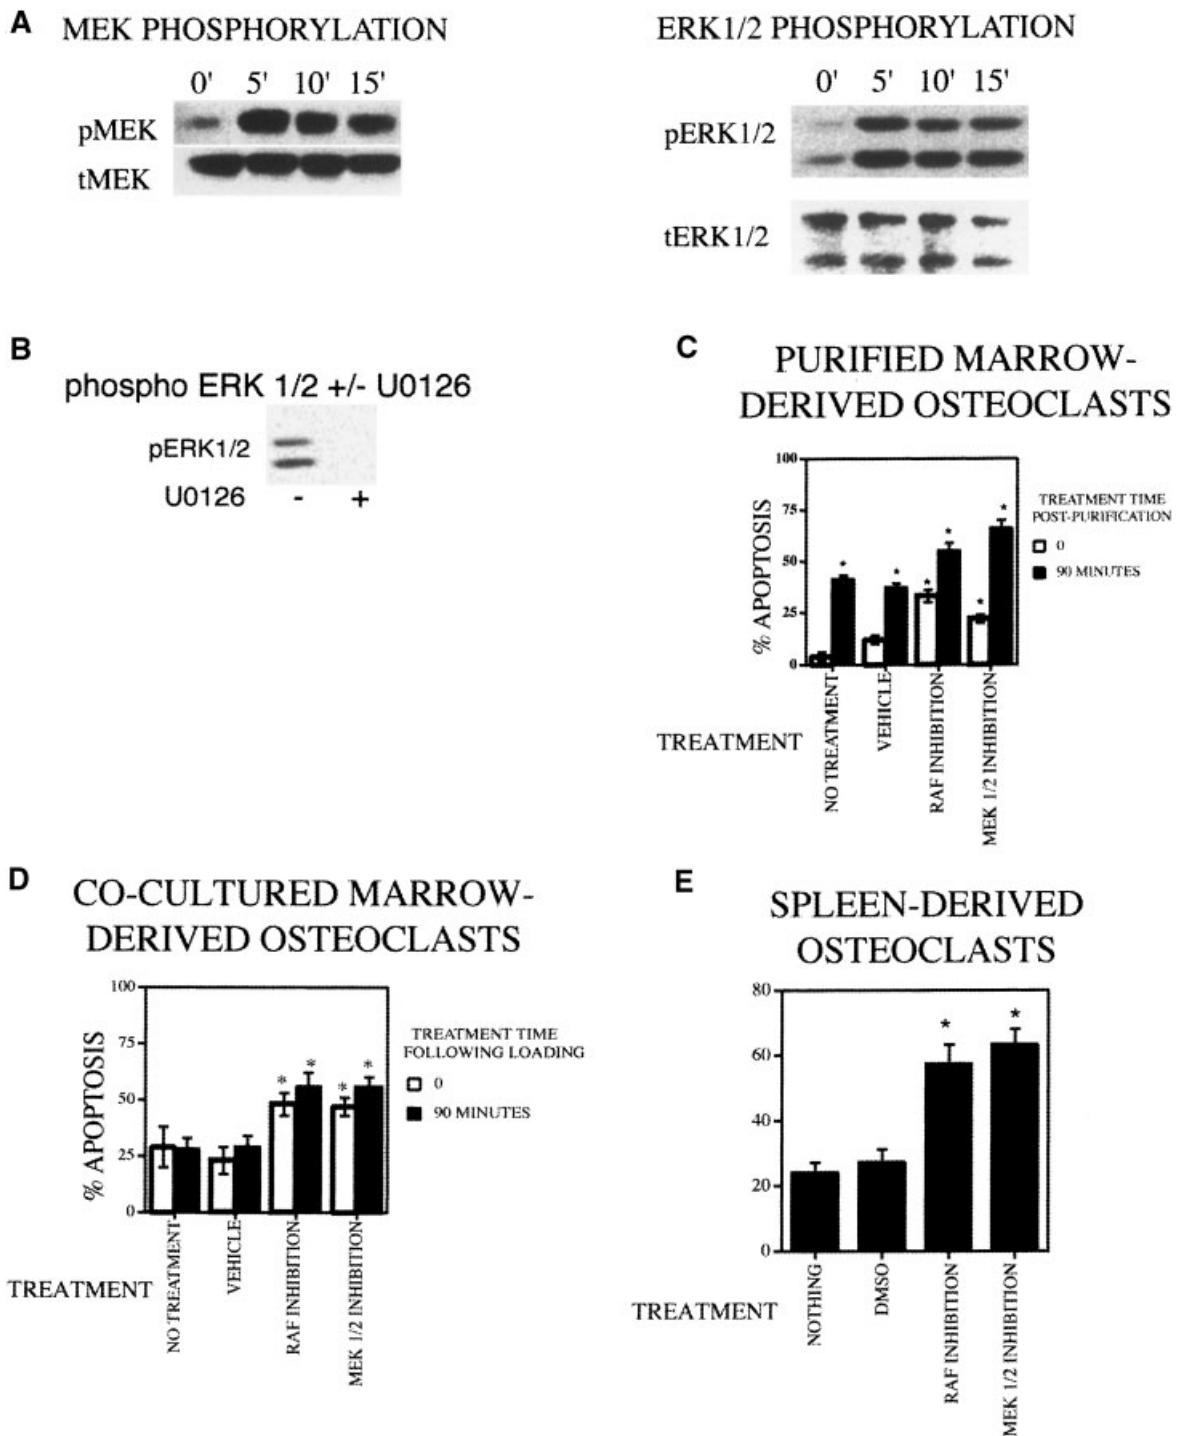 A MEK PHOSPHORYLATION
0' 5' 10' 15'
pMEK
tMEK
ERK1/2 PHOSPHORYLATION
0' 5' 10' 15'
pERK1/2
tERK1/2
B
phospho ERK 1/2 +/- U0126
pERK1/2
U0126 - +
C
PURIFIED MARROW-
DERIVED OSTEOCLASTS
% APOPTOSIS
100
75
50
25
0
* * * * * *
TREATMENT TIME
POST-PURIFICATION
0
90 MINUTES
TREATMENT
NO TREATMENT
VEHICLE
RAF INHIBITION
MEK 1/2 INHIBITION
D
CO-CULTURED MARROW-
DERIVED OSTEOCLASTS
% APOPTOSIS
100
75
50
25
0
* * * *
TREATMENT TIME
FOLLOWING LOADING
0
90 MINUTES
TREATMENT
NO TREATMENT
VEHICLE
RAF INHIBITION
MEK 1/2 INHIBITION
E
SPLEEN-DERIVED
OSTEOCLASTS
% APOPTOSIS
80
60
40
20
0
* *
TREATMENT
NOTHING
DMSO
RAF INHIBITION
MEK 1/2 INHIBITION